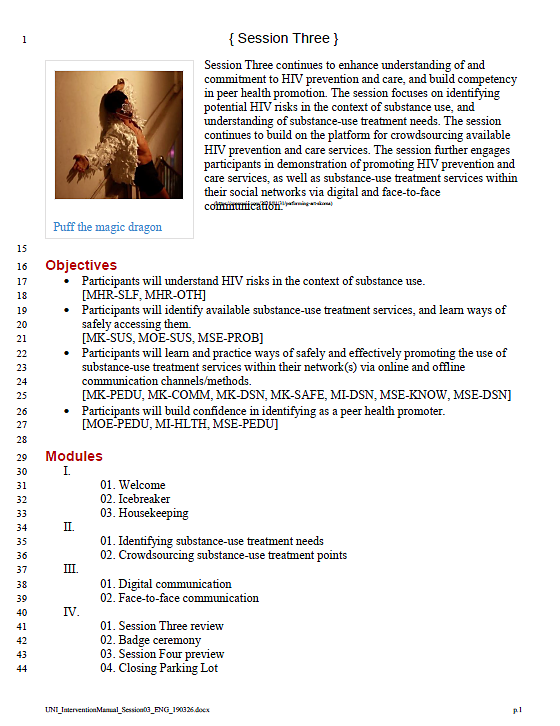 1
{ Session Three }
Session Three continues to enhance understanding of and
commitment to HIV prevention and care, and build competency
in peer health promotion. The session focuses on identifying
potential HIV risks in the context of substance use, and
understanding of substance-use treatment needs. The session
continues to build on the platform for crowdsourcing available
HIV prevention and care services. The session further engages
participants in demonstration of promoting HIV prevention and
care services, as well as substance-use treatment services within
their social networks via digital and face-to-face
communication.
Puff the magic dragon
15
16 Objectives
17 • Participants will understand HIV risks in the context of substance use.
18 [MHR-SLF, MHR-OTH]
19 • Participants will identify available substance-use treatment services, and learn ways of
20 safely accessing them.
21 [MK-SUS, MOE-SUS, MSE-PROB]
22 • Participants will learn and practice ways of safely and effectively promoting the use of
23 substance-use treatment services within their network(s) via online and offline
24 communication channels/methods.
25 [MK-PEDU, MK-COMM, MK-DSN, MK-SAFE, MI-DSN, MSE-KNOW, MSE-DSN]
26 • Participants will build confidence in identifying as a peer health promoter.
27 [MOE-PEDU, MI-HLTH, MSE-PEDU]
28
29 Modules
30 I.
31 01. Welcome
32 02. Icebreaker
33 03. Housekeeping
34 II.
35 01. Identifying substance-use treatment needs
36 02. Crowdsourcing substance-use treatment points
37 III.
38 01. Digital communication
39 02. Face-to-face communication
40 IV.
41 01. Session Three review
42 02. Badge ceremony
43 03. Session Four preview
44 04. Closing Parking Lot
UNI_InterventionManual_Session03_ENG_190326.docx
p.1